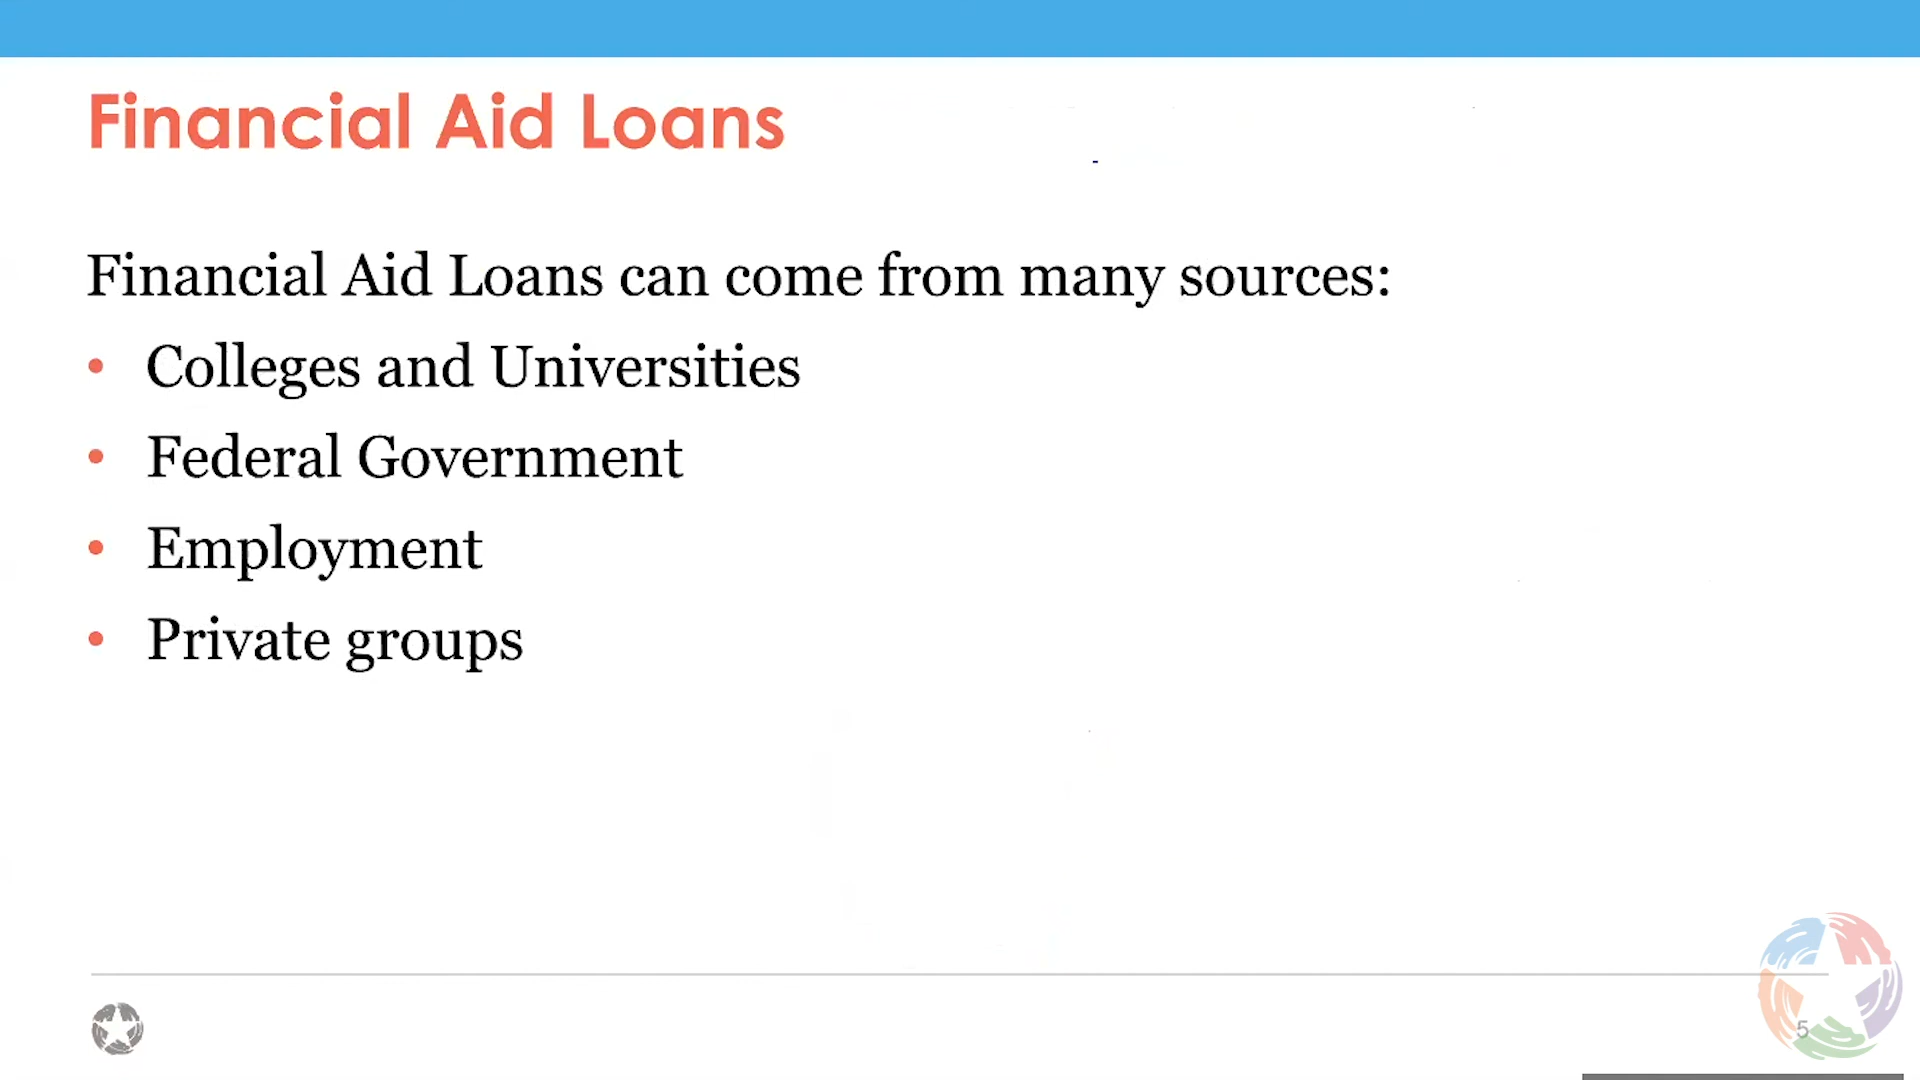 Financial Aid Loans
Financial Aid Loans can come from many sources:
• Colleges and Universities
• Federal Government
• Employment
• Private groups
5